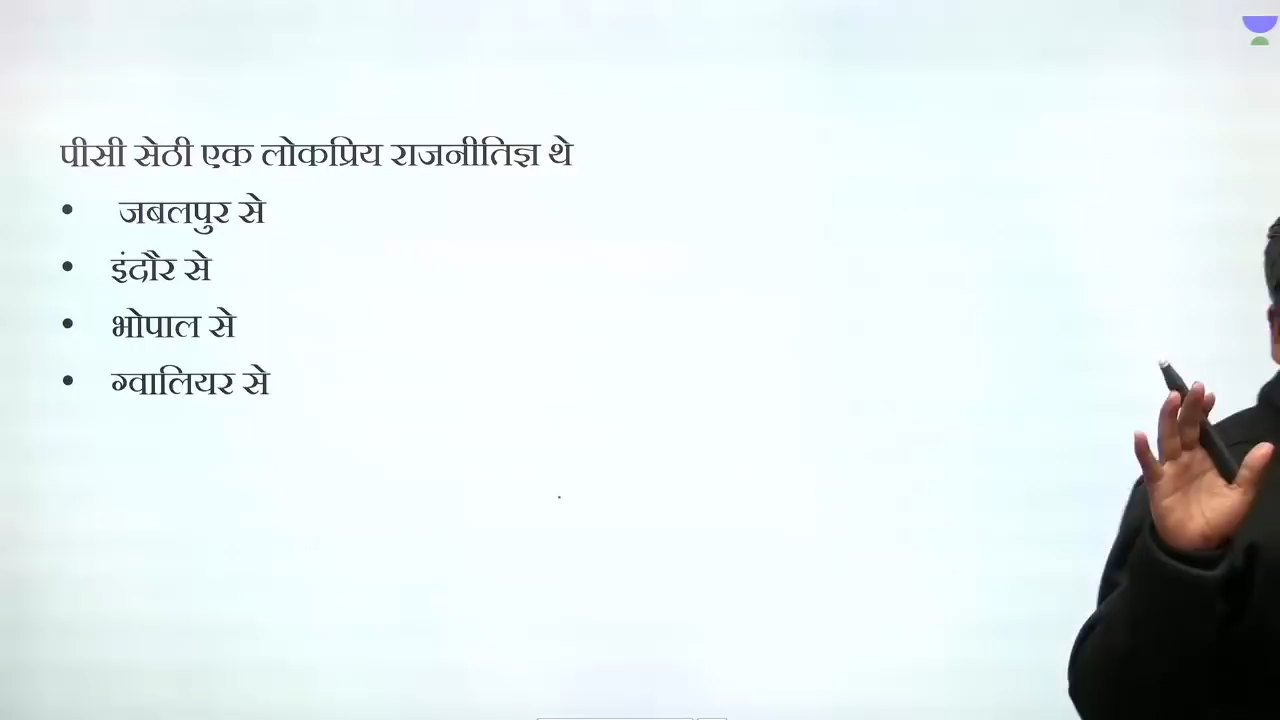 पीसी सेठी एक लोकप्रिय राजनीतिज्ञ थे
• जबलपुर से
• इंदौर से
• भोपाल से
• ग्वालियर से